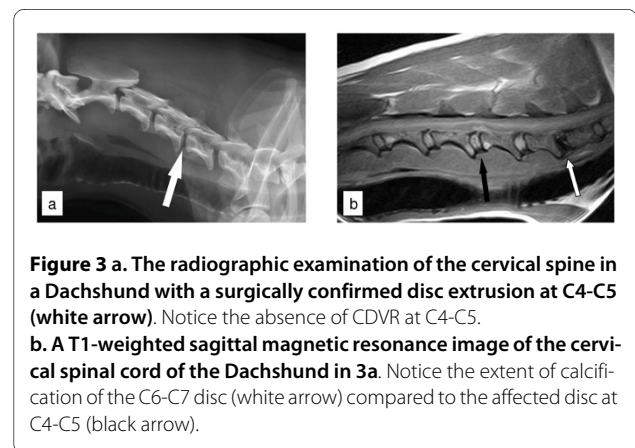 a
b
Figure 3 a. The radiographic examination of the cervical spine in
a Dachshund with a surgically confirmed disc extrusion at C4-C5
(white arrow). Notice the absence of CDVR at C4-C5.
b. A T1-weighted sagittal magnetic resonance image of the cervi-
cal spinal cord of the Dachshund in 3a. Notice the extent of calcifi-
cation of the C6-C7 disc (white arrow) compared to the affected disc at
C4-C5 (black arrow).